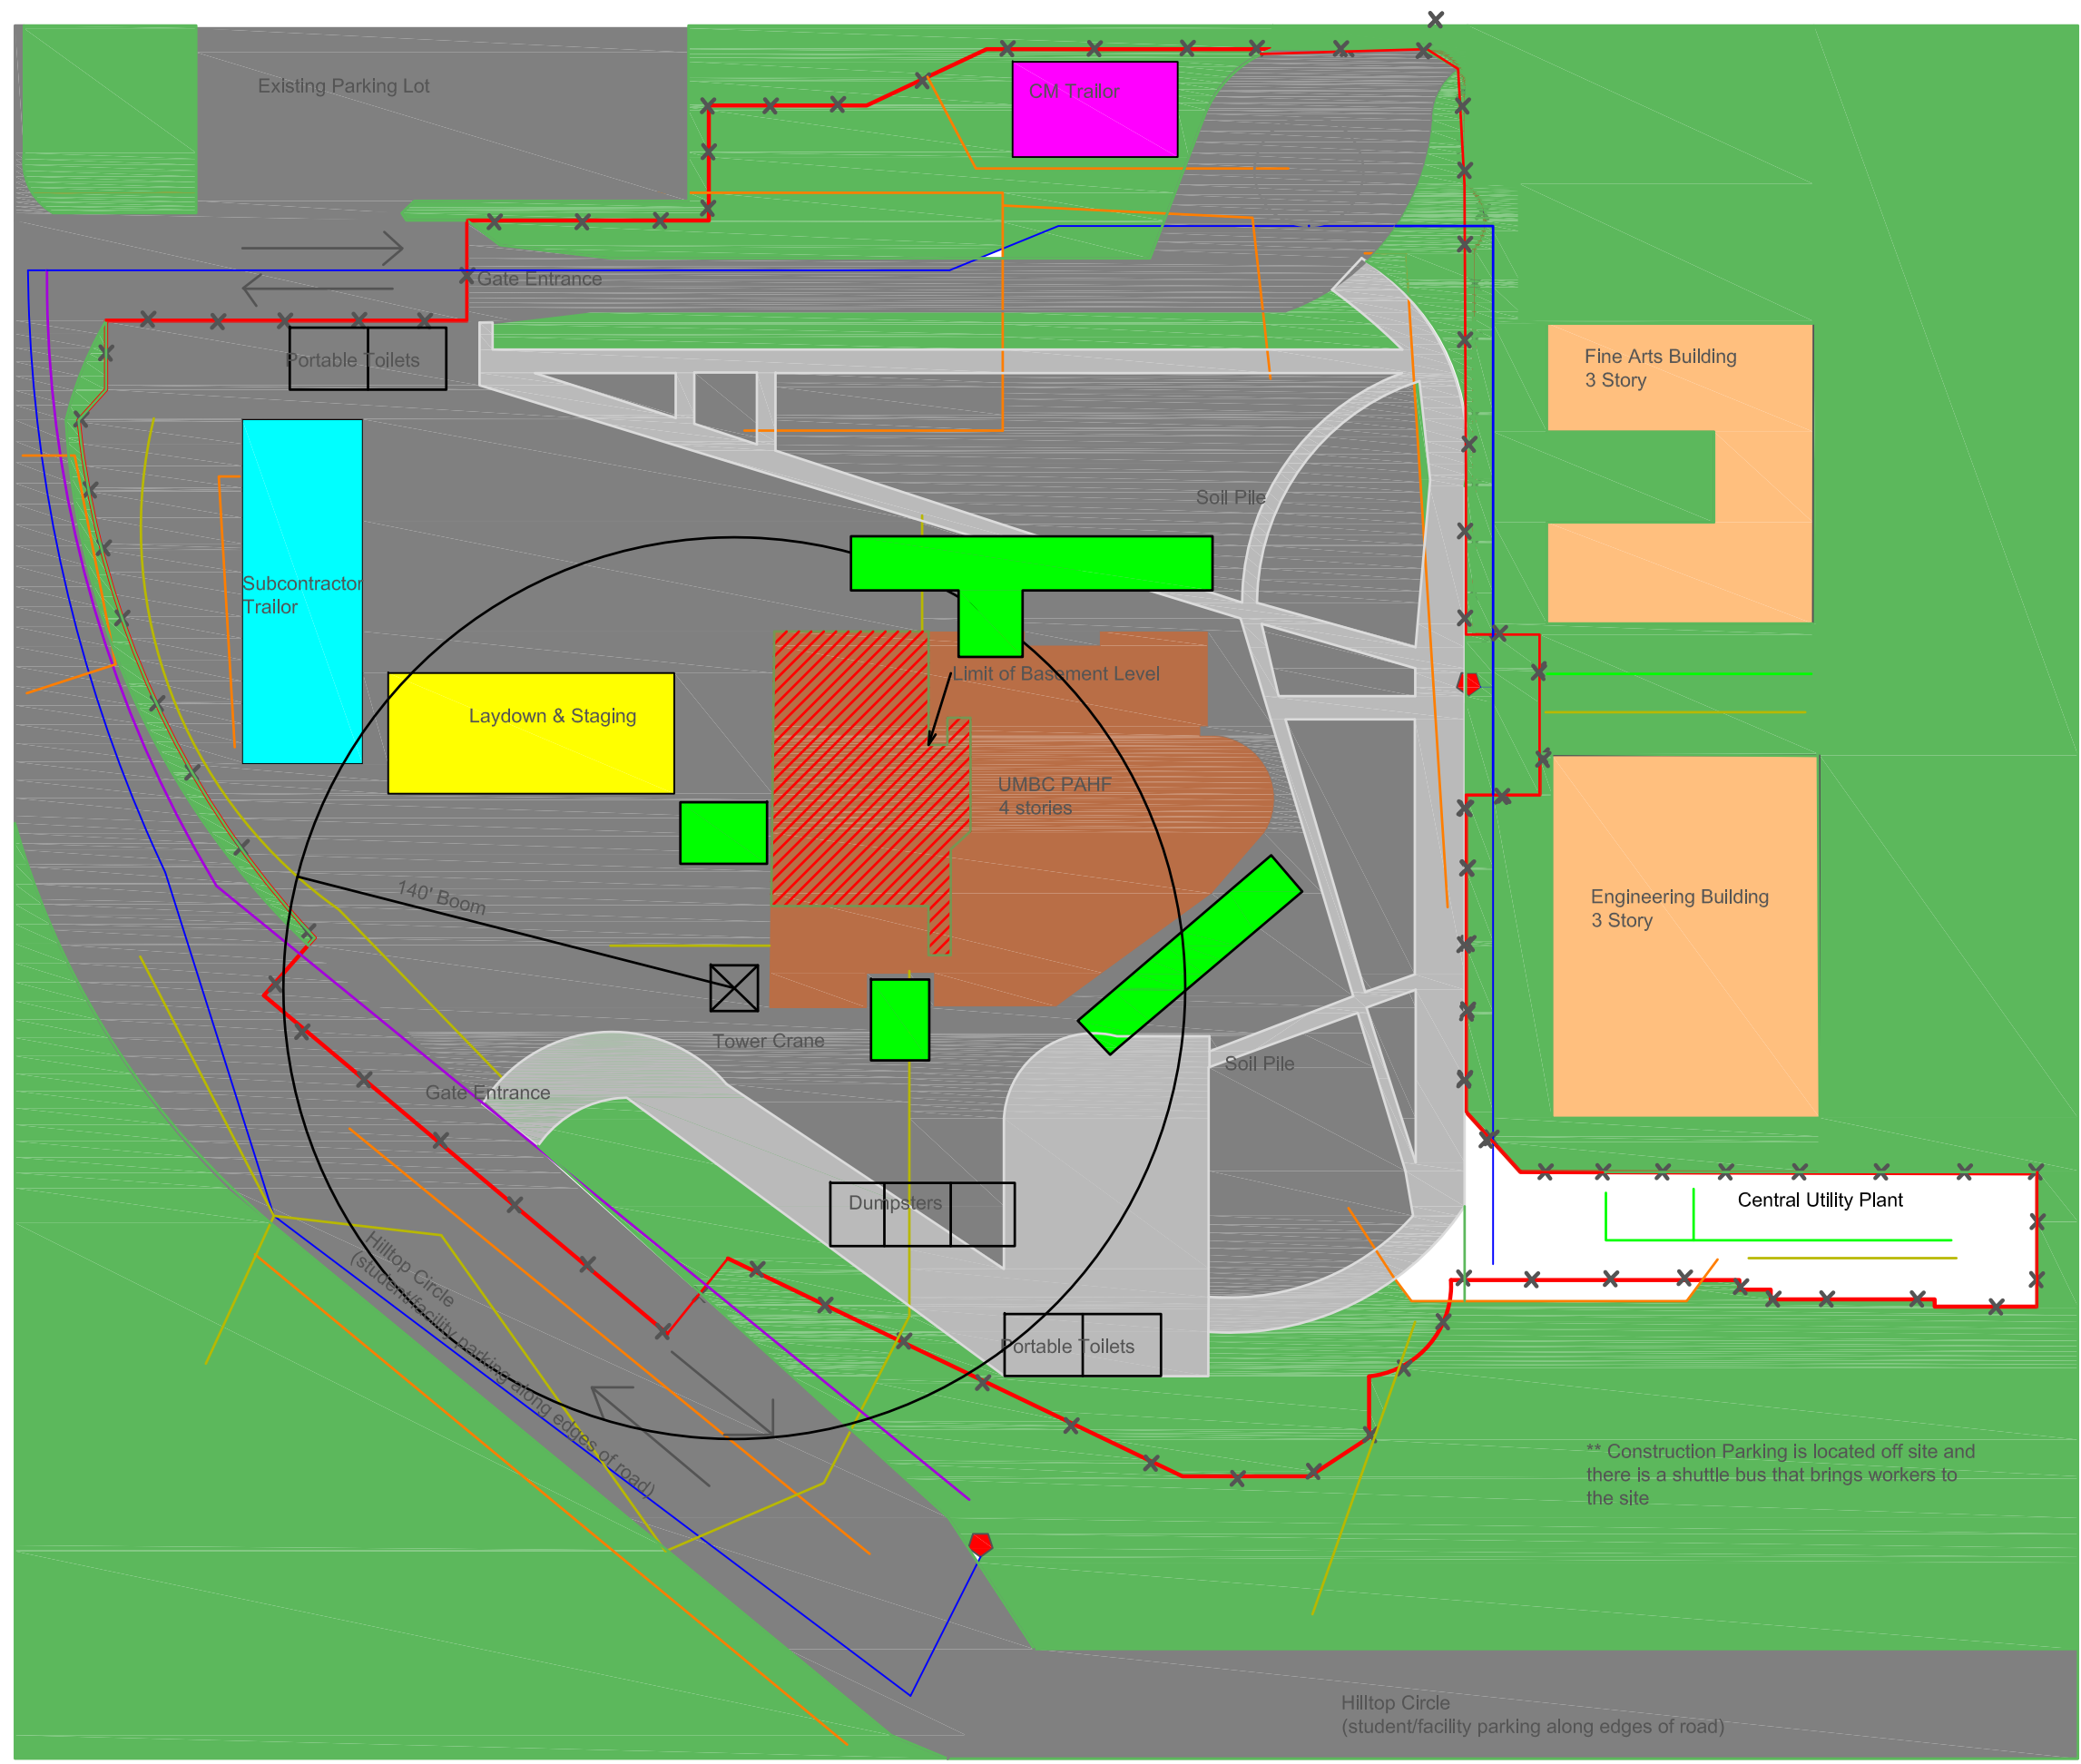 Existing Parking Lot
CM Trailor
Gate Entrance
Portable Toilets
Fine Arts Building
3 Story
Soil Pile
Subcontractor
Trailor
Limit of Basement Level
Laydown & Staging
UMBC PAHF
4 stories
140' Boom
Engineering Building
3 Story
Tower Crane
Soil Pile
Gate Entrance
Dumpsters
Central Utility Plant
Hilltop Circle
(student/facility parking along edges of road)
Portable Toilets
** Construction Parking is located off site and
there is a shuttle bus that brings workers to
the site
Hilltop Circle
(student/facility parking along edges of road)